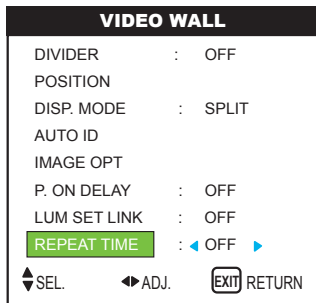 VIDEO WALL
DIVIDER : OFF
POSITION
DISP. MODE : SPLIT
AUTO ID
IMAGE OPT
P. ON DELAY : OFF
LUM SET LINK : OFF
REPEAT TIME : OFF
SEL. ADJ. EXIT RETURN